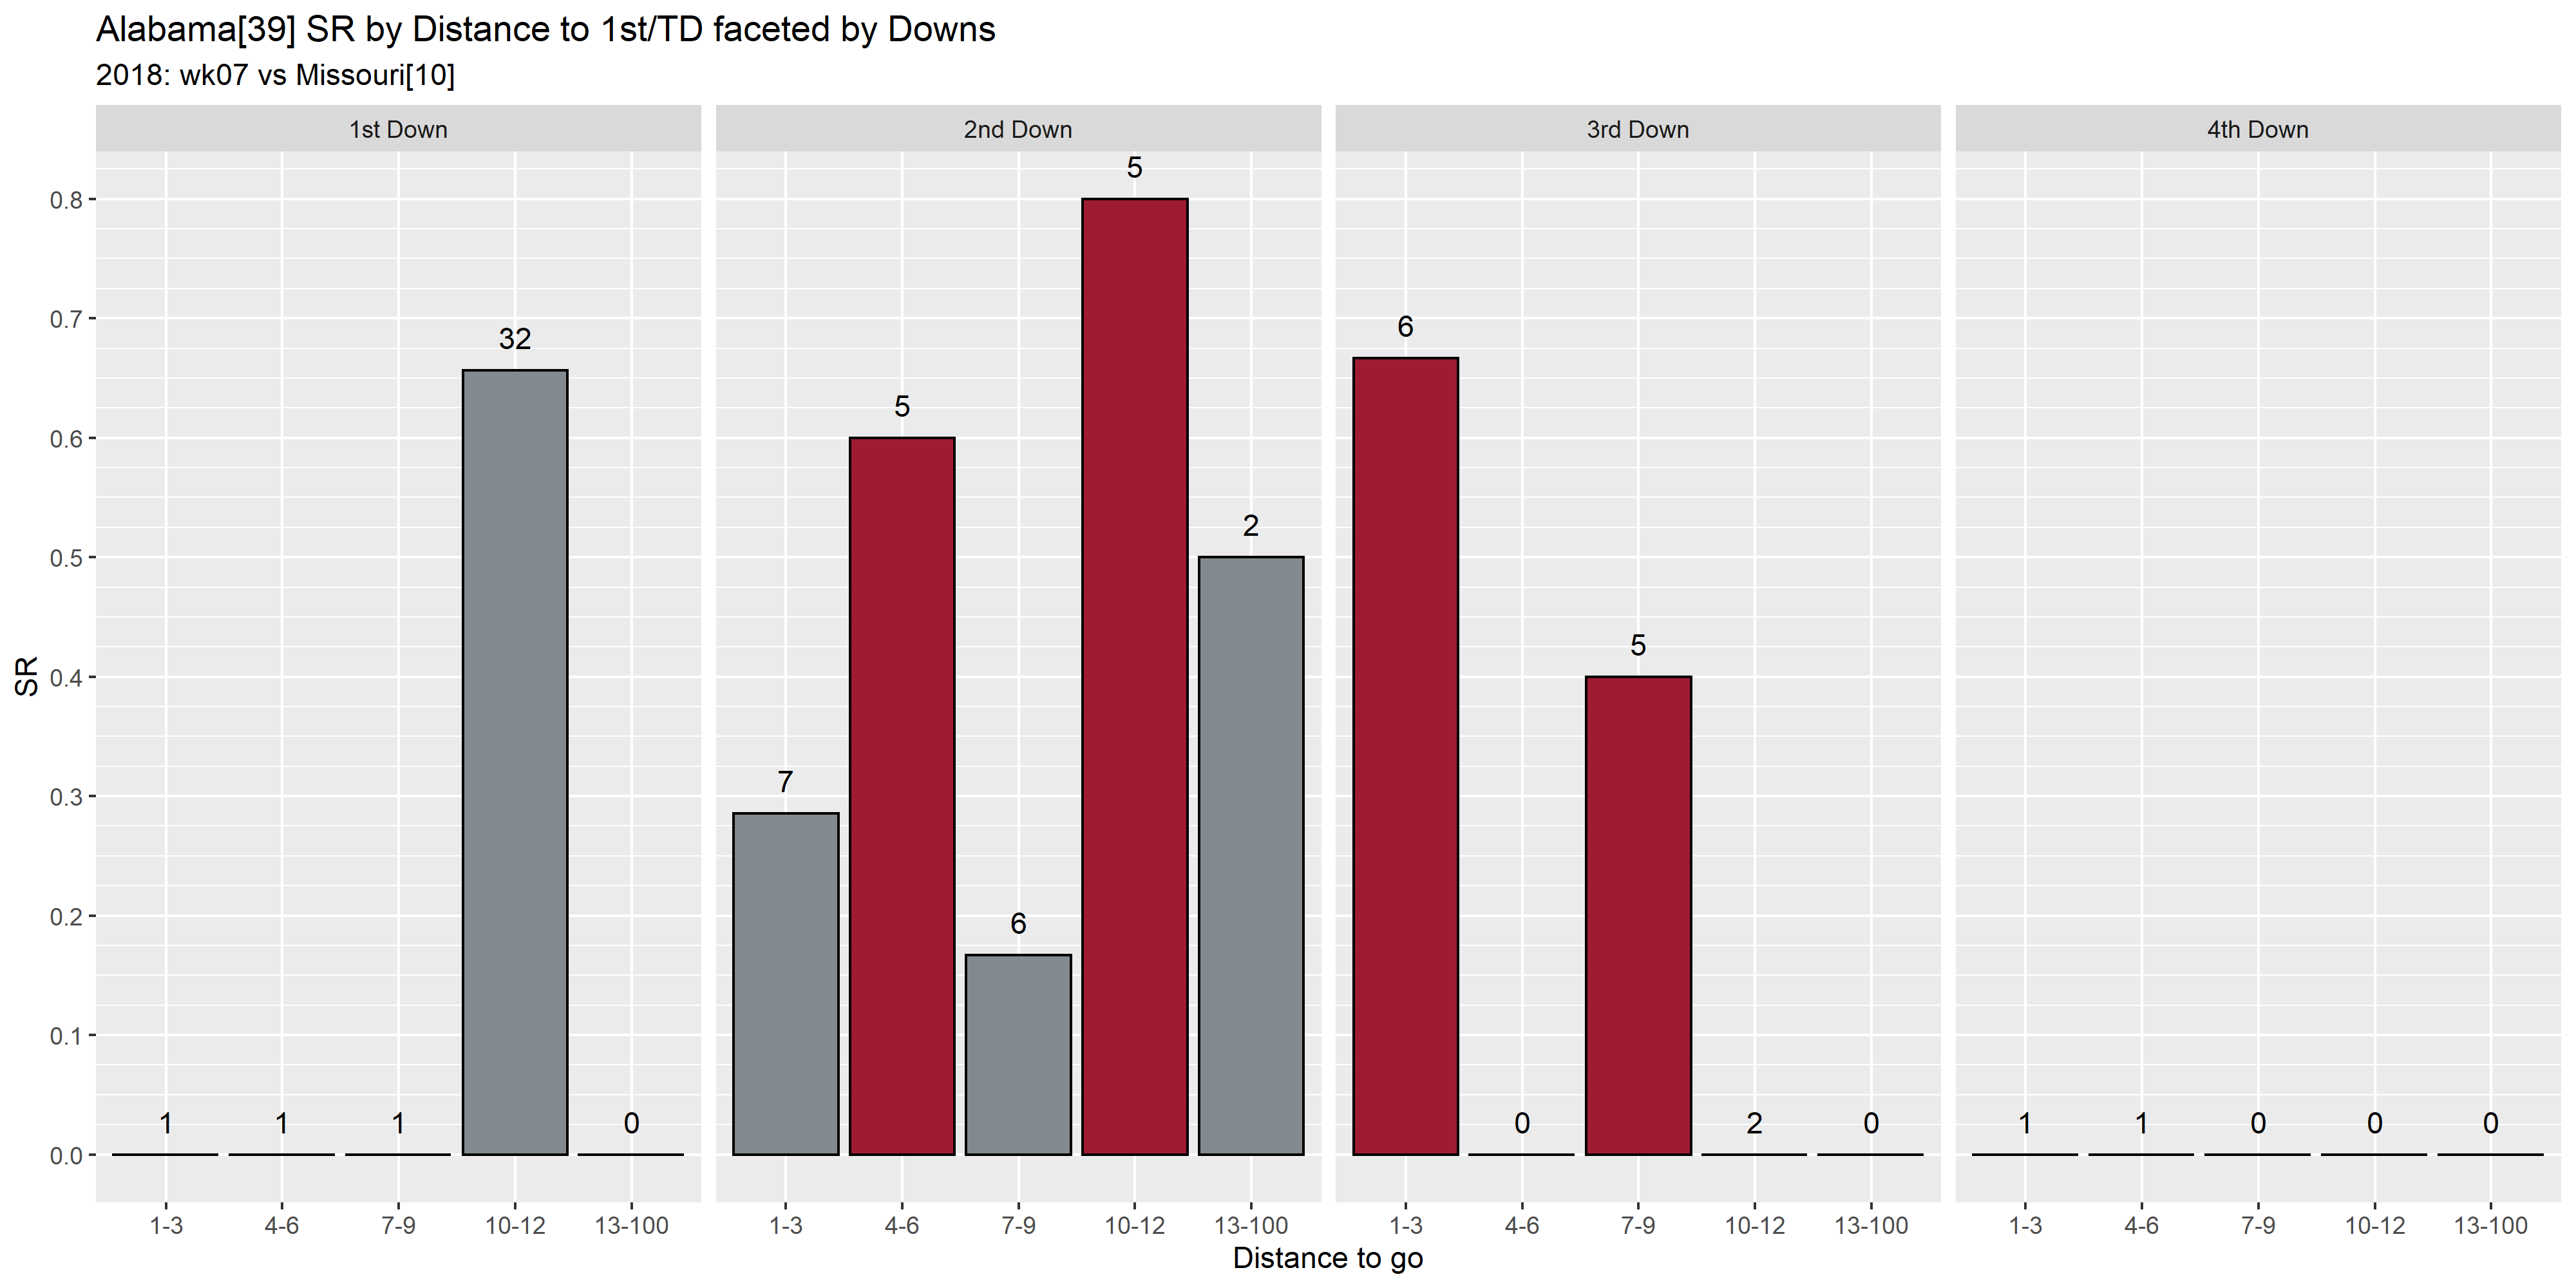 Alabama[39] SR by Distance to 1st/TD faceted by Downs
2018: wk07 vs Missouri[10]
1st Down
2nd Down
3rd Down
4th Down
SR
0.8
0.7
0.6
0.5
0.4
0.3
0.2
0.1
0.0
1 1 1 32 0
7 5 6 5 2
6 0 5 2 0
1 1 0 0 0
1-3 4-6 7-9 10-12 13-100
1-3 4-6 7-9 10-12 13-100
1-3 4-6 7-9 10-12 13-100
1-3 4-6 7-9 10-12 13-100
Distance to go